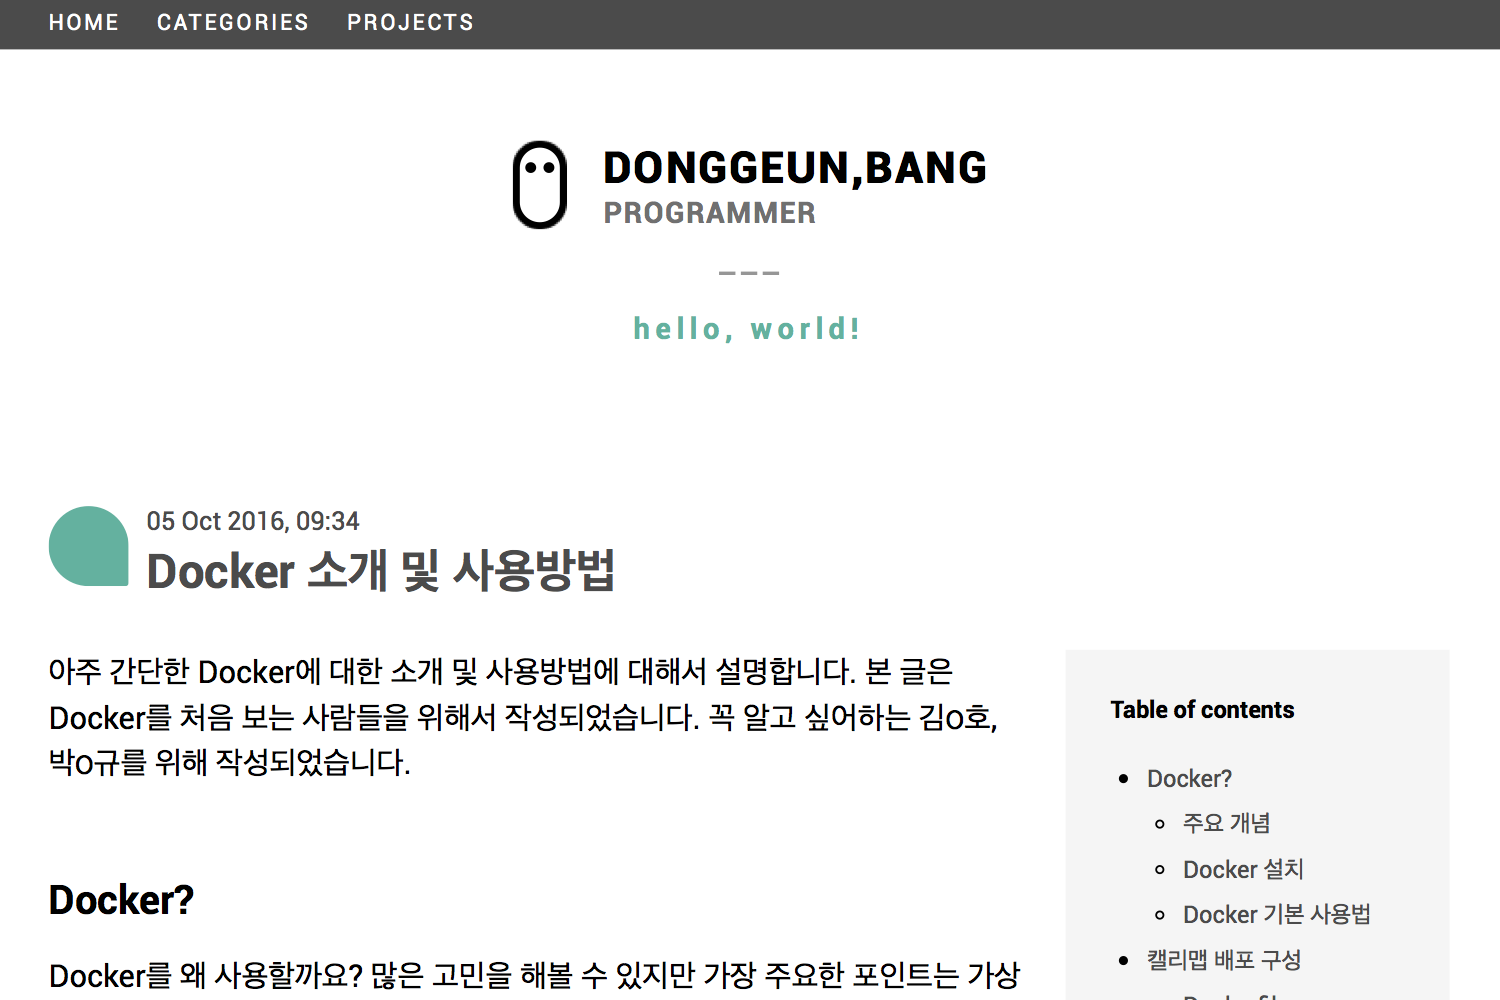 HOME CATEGORIES PROJECTS
DONGGEUN,BANG
PROGRAMMER
———
hello, world!
05 Oct 2016, 09:34
Docker 소개 및 사용방법
아주 간단한 Docker에 대한 소개 및 사용방법에 대해서 설명합니다. 본 글은
Docker를 처음 보는 사람들을 위해서 작성되었습니다. 꼭 알고 싶어하는 김O호,
박O규를 위해 작성되었습니다.
Docker?
Docker를 왜 사용할까요? 많은 고민을 해볼 수 있지만 가장 주요한 포인트는 가상
Table of contents
Docker?
주요 개념
Docker 설치
Docker 기본 사용법
캘리맵 배포 구성